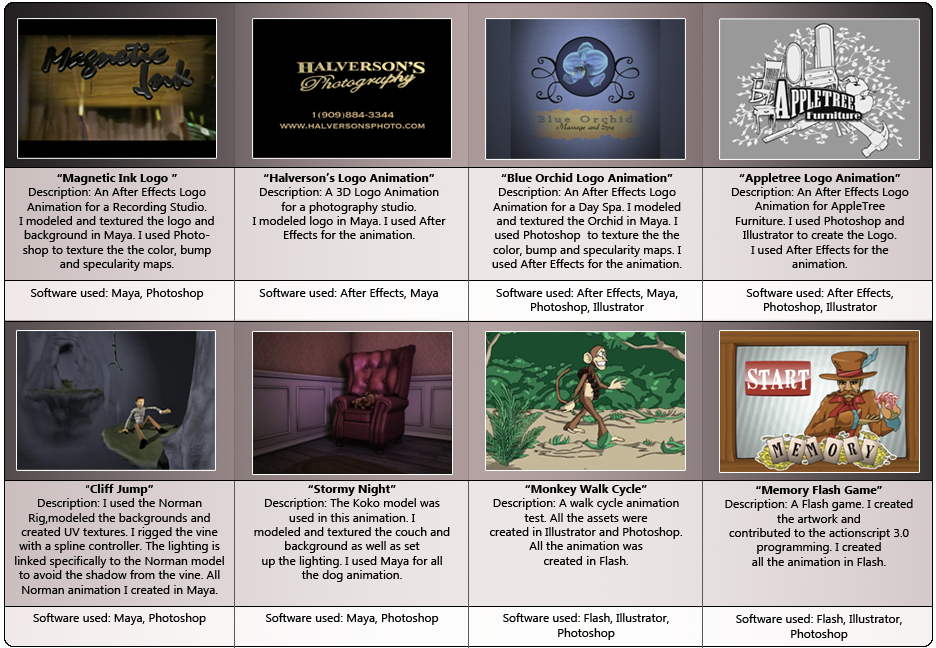 Magnetic
Ink
HALVERSON'S
Photography
1(909)884-3344
WWW.HALVERSONSPHOTO.COM
Blue Orchid
Massage and Spa
APPLETREE
Furniture
“Magnetic Ink Logo ”
Description: An After Effects Logo
Animation for a Recording Studio.
I modeled and textured the logo and
background in Maya. I used Photo-
shop to texture the the color, bump
and specularity maps.
“Halverson’s Logo Animation”
Description: A 3D Logo Animation
for a photography studio.
I modeled logo in Maya. I used After
Effects for the animation.
“Blue Orchid Logo Animation”
Description: An After Effects Logo
Animation for a Day Spa. I modeled
and textured the Orchid in Maya. I
used Photoshop to texture the the
color, bump and specularity maps. I
used After Effects for the animation.
“Appletree Logo Animation”
Description: An After Effects Logo
Animation for AppleTree
Furniture. I used Photoshop and
Illustrator to create the Logo.
I used After Effects for the
animation.
Software used: Maya, Photoshop
Software used: After Effects, Maya
Software used: After Effects, Maya,
Photoshop, Illustrator
Software used: After Effects,
Photoshop, Illustrator
START
MEMORY
“Cliff Jump”
Description: I used the Norman
Rig,modeled the backgrounds and
created UV textures. I rigged the vine
with a spline controller. The lighting is
linked specifically to the Norman model
to avoid the shadow from the vine. All
Norman animation I created in Maya.
“Stormy Night”
Description: The Koko model was
used in this animation. I
modeled and textured the couch and
background as well as set
up the lighting. I used Maya for all
the dog animation.
“Monkey Walk Cycle”
Description: A walk cycle animation
test. All the assets were
created in Illustrator and Photoshop.
All the animation was
created in Flash.
“Memory Flash Game”
Description: A Flash game. I created
the artwork and
contributed to the actionscript 3.0
programming. I created
all the animation in Flash.
Software used: Maya, Photoshop
Software used: Maya, Photoshop
Software used: Flash, Illustrator,
Photoshop
Software used: Flash, Illustrator,
Photoshop